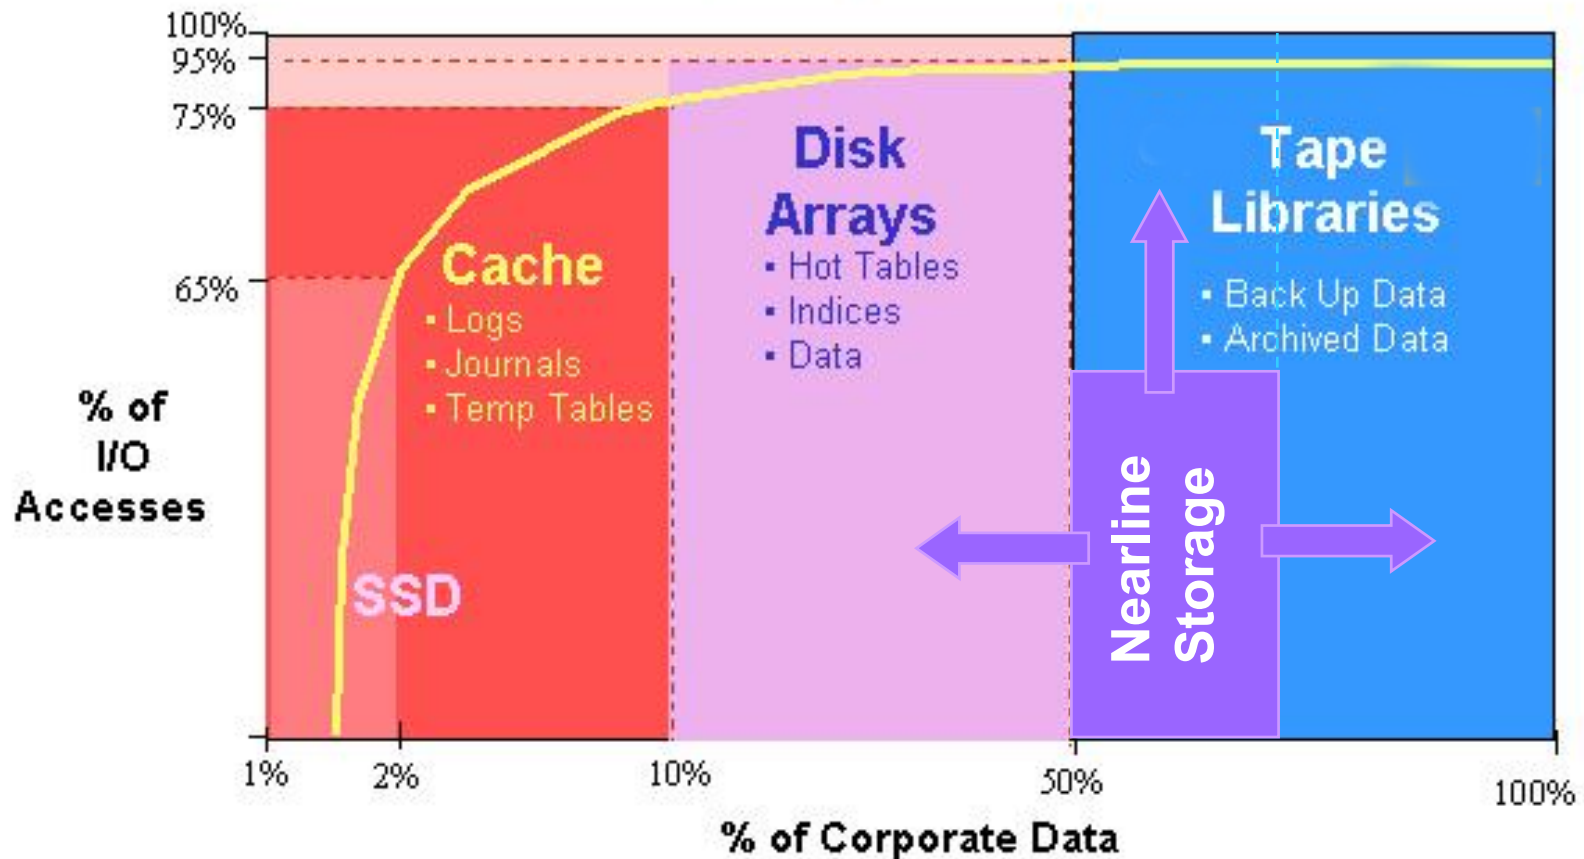 100%
95%
75%
65%
% of
I/O
Accesses
Cache
▪ Logs
▪ Journals
▪ Temp Tables
SSD
Disk
Arrays
▪ Hot Tables
▪ Indices
▪ Data
Tape
Libraries
▪ Back Up Data
▪ Archived Data
Nearline
Storage
1%
2%
10%
50%
100%
% of Corporate Data